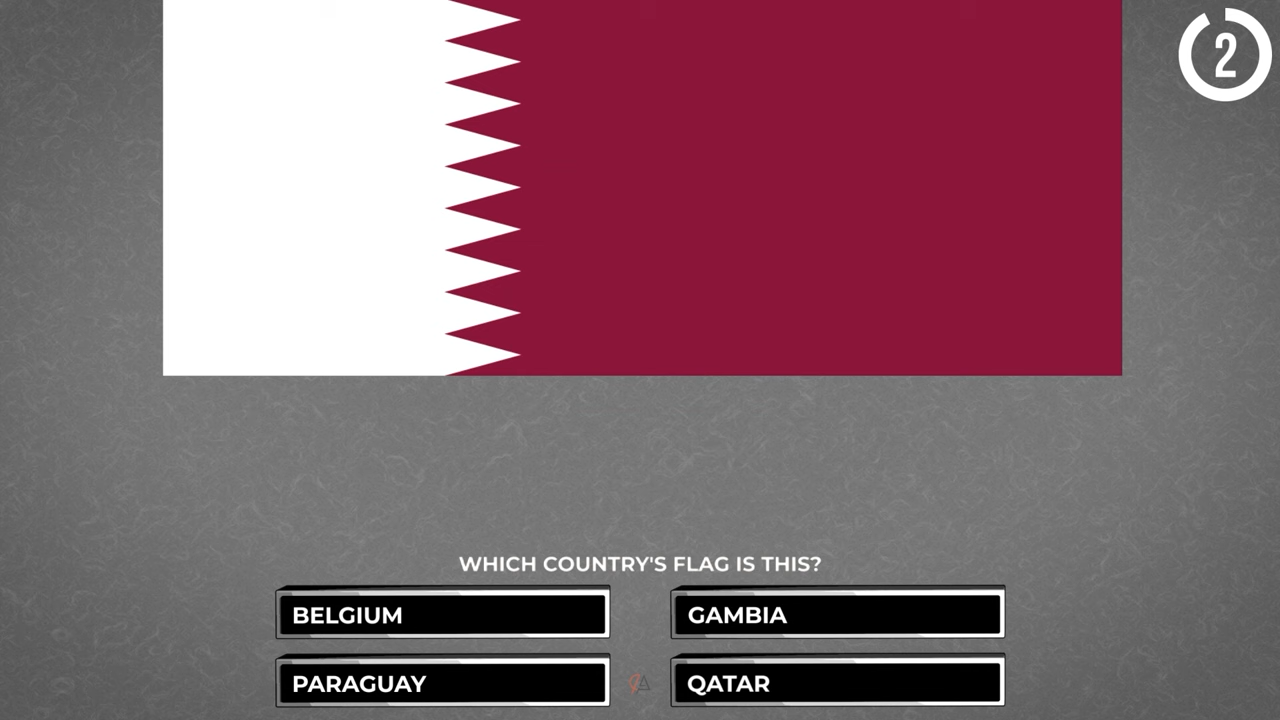 2
WHICH COUNTRY'S FLAG IS THIS?
BELGIUM
GAMBIA
PARAGUAY
QATAR